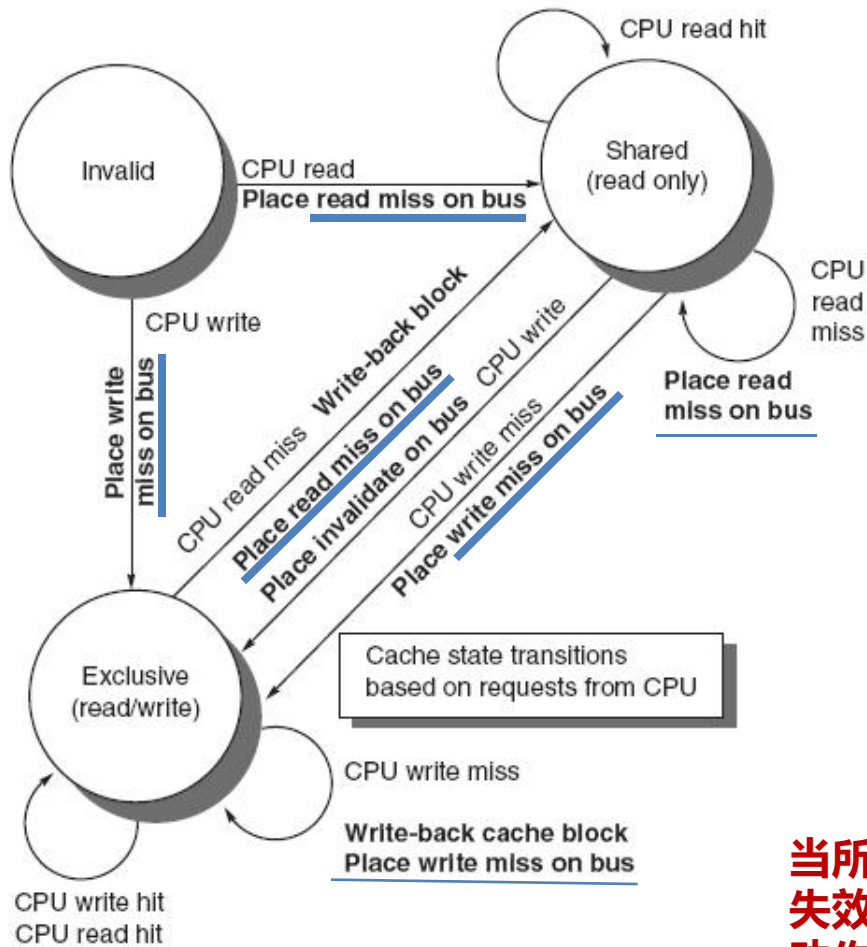 CPU read hit
Invalid
Shared
(read only)
CPU read
Place read miss on bus
CPU
read
miss
Place read
miss on bus
CPU write
Place write
miss on bus
CPU read miss Write-back block
Place read miss on bus
Place invalidate on bus CPU write
CPU write miss
Place write miss on bus
Cache state transitions
based on requests from CPU
Exclusive
(read/write)
CPU write miss
Write-back cache block
Place write miss on bus
CPU write hit
CPU read hit
当所
失效